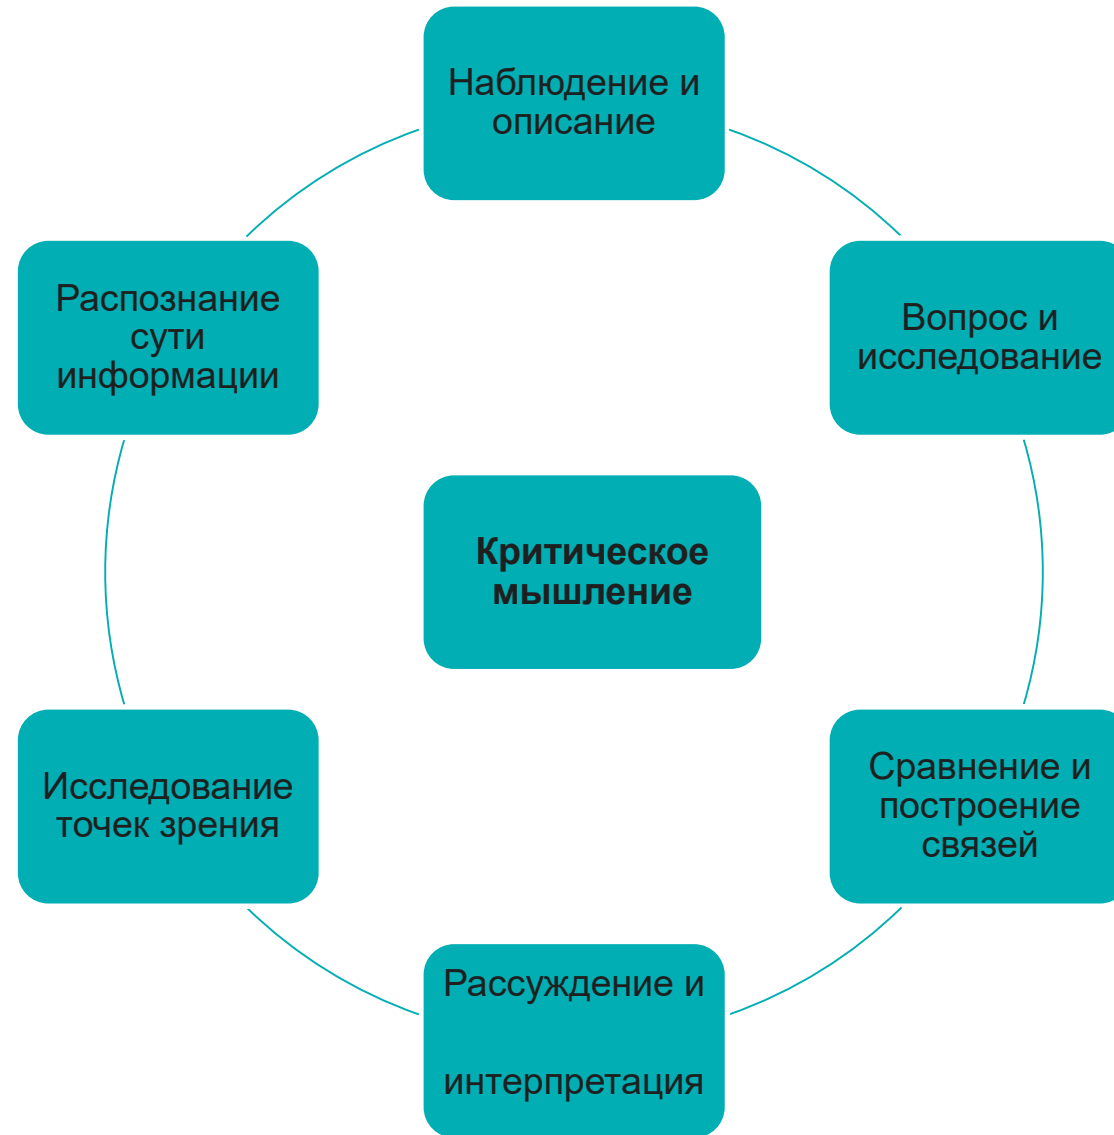 Наблюдение и
описание
Распознание
сути
информации
Вопрос и
исследование
Критическое
мышление
Исследование
точек зрения
Сравнение и
построение
связей
Рассуждение и
интерпретация